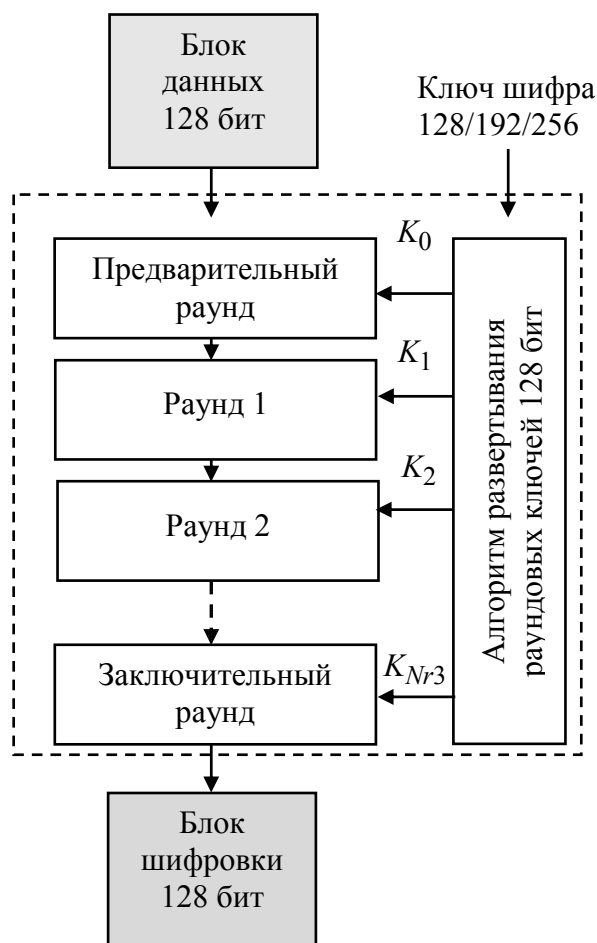 Блок
данных
128 бит
Ключ шифра
128/192/256
K0
Предварительный
раунд
K1
Раунд 1
K2
Раунд 2
KNr3
Заключительный
раунд
Алгоритм развертывания
раундовых ключей 128 бит
Блок
шифровки
128 бит